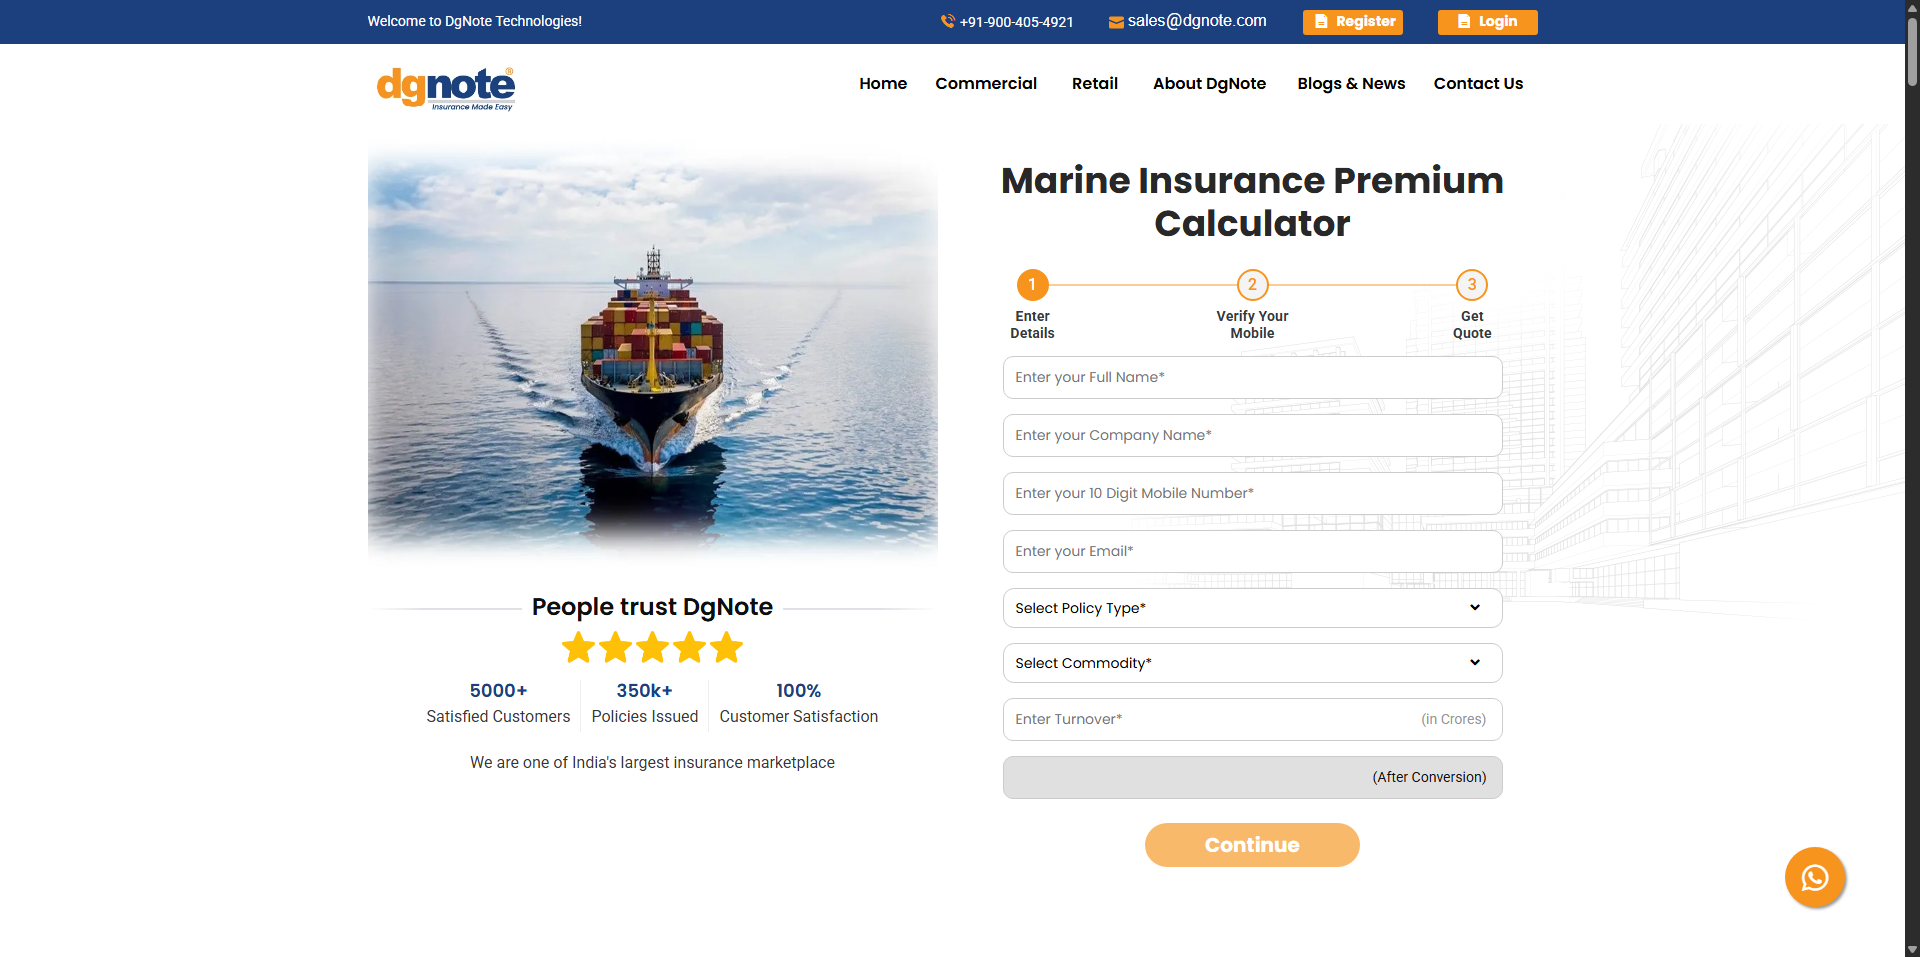 Welcome to DgNote Technologies!
+91-900-405-4921
sales@dgnote.com
Register
Login
dgnote®
Insurance Made Easy
Home
Commercial
Retail
About DgNote
Blogs & News
Contact Us
Marine Insurance Premium
Calculator
1
2
3
Enter
Details
Verify Your
Mobile
Get
Quote
Enter your Full Name*
Enter your Company Name*
Enter your 10 Digit Mobile Number*
Enter your Email*
Select Policy Type*
Select Commodity*
Enter Turnover*
(in Crores)
(After Conversion)
Continue
People trust DgNote
5000+
Satisfied Customers
350k+
Policies Issued
100%
Customer Satisfaction
We are one of India's largest insurance marketplace